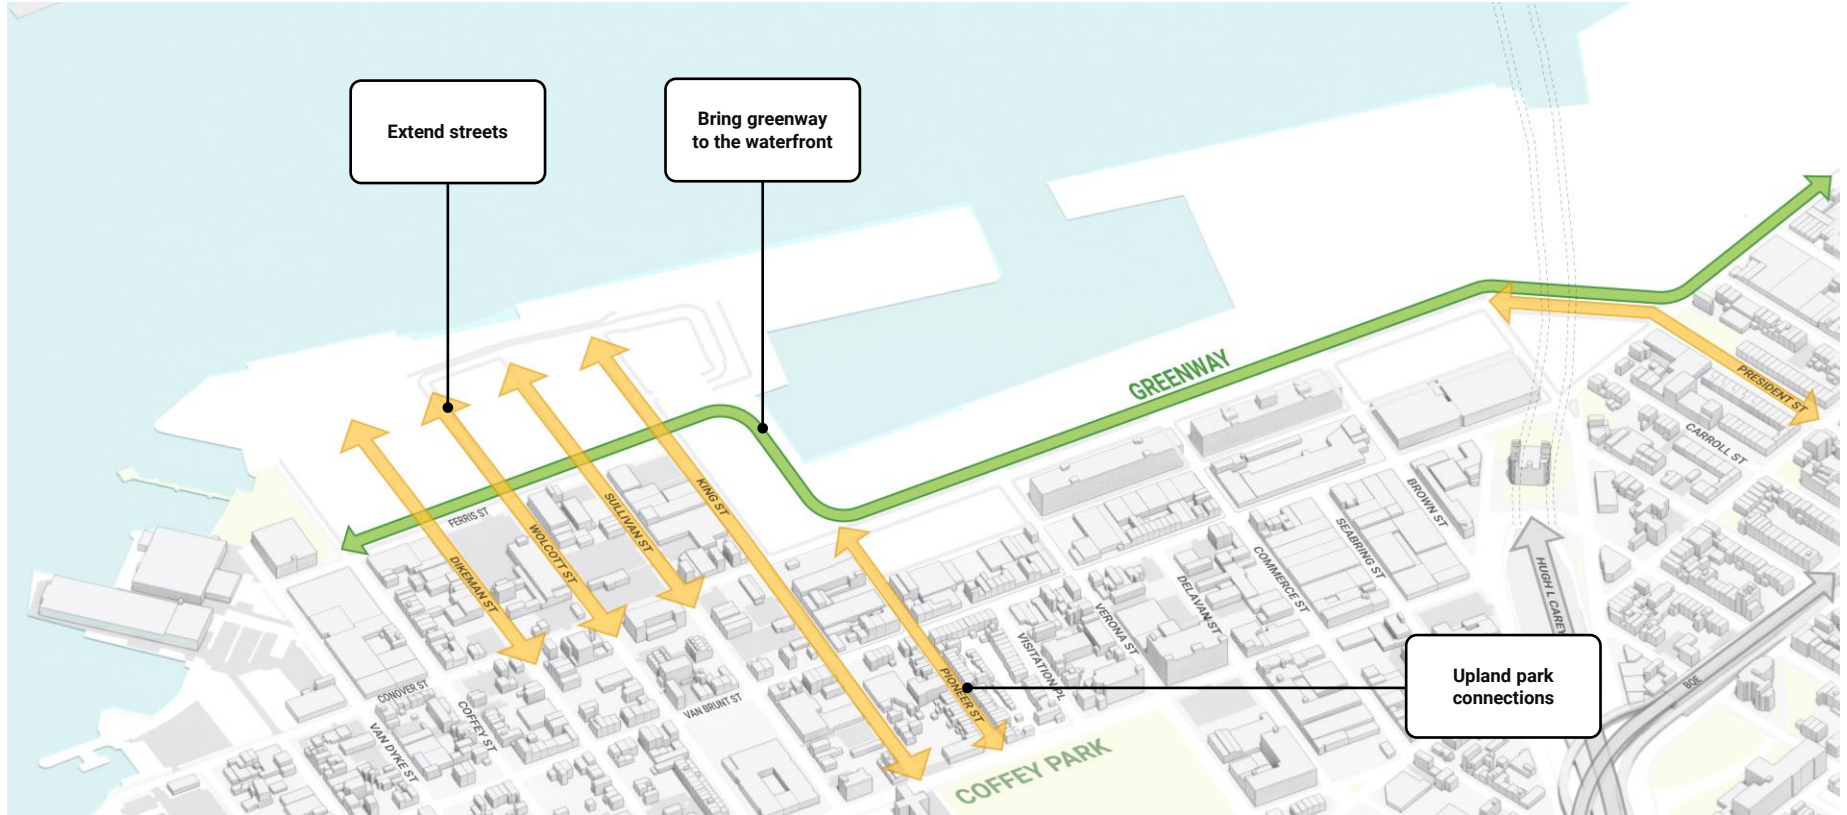 Extend streets
Bring greenway
to the waterfront
GREENWAY
PRESIDENT ST
CARROLL ST
FERRIS ST
DIKEMAN ST
WOLCOTT ST
SULLIVAN ST
KING ST
BROWN ST
SEABRING ST
COMMERCE ST
DELAVAN ST
VERONA ST
VISITATION PL
PIONEER ST
HUGH L CAREY
Upland park
connections
BQE
CONOVER ST
COFFEY ST
VAN DYKE ST
VAN BRUNT ST
COFFEY PARK